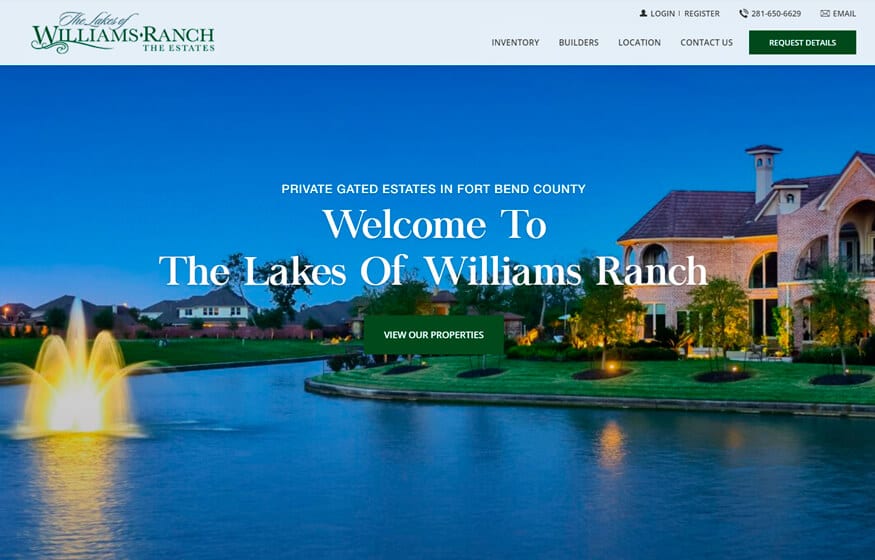 The Lakes of
WILLIAMS·RANCH
THE ESTATES
LOGIN | REGISTER
281-650-6629
EMAIL
INVENTORY
BUILDERS
LOCATION
CONTACT US
REQUEST DETAILS
PRIVATE GATED ESTATES IN FORT BEND COUNTY
Welcome To
The Lakes Of Williams Ranch
VIEW OUR PROPERTIES